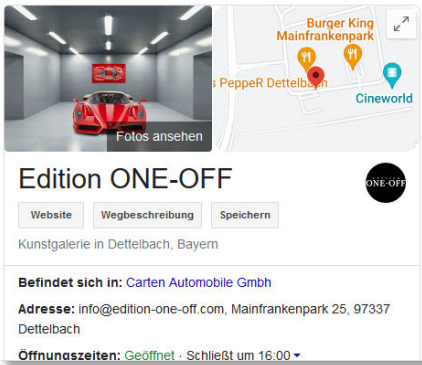 Burger King
Mainfrankenpark
s PeppeR Dettelbach
Cineworld
Fotos ansehen
Edition ONE-OFF
ONE-OFF
Website
Wegbeschreibung
Speichern
Kunstgalerie in Dettelbach, Bayern
Befindet sich in: Carten Automobile Gmbh
Adresse: info@edition-one-off.com, Mainfrankenpark 25, 97337
Dettelbach
Öffnungszeiten: Geöffnet · Schließt um 16:00